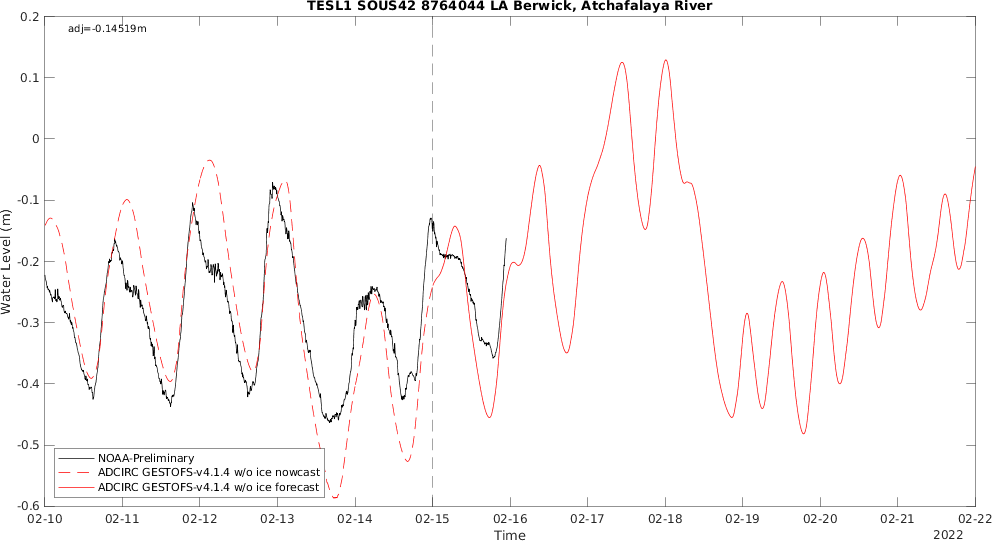 TESL1 SOUS42 8764044 LA Berwick, Atchafalaya River
adj=-0.14519m
0.2
0.1
0
-0.1
-0.2
-0.3
-0.4
-0.5
-0.6
Water Level (m)
NOAA-Preliminary
ADCIRC GESTOFS-v4.1.4 w/o ice nowcast
ADCIRC GESTOFS-v4.1.4 w/o ice forecast
02-10 02-11 02-12 02-13 02-14 02-15 02-16 02-17 02-18 02-19 02-20 02-21 02-22
Time
2022